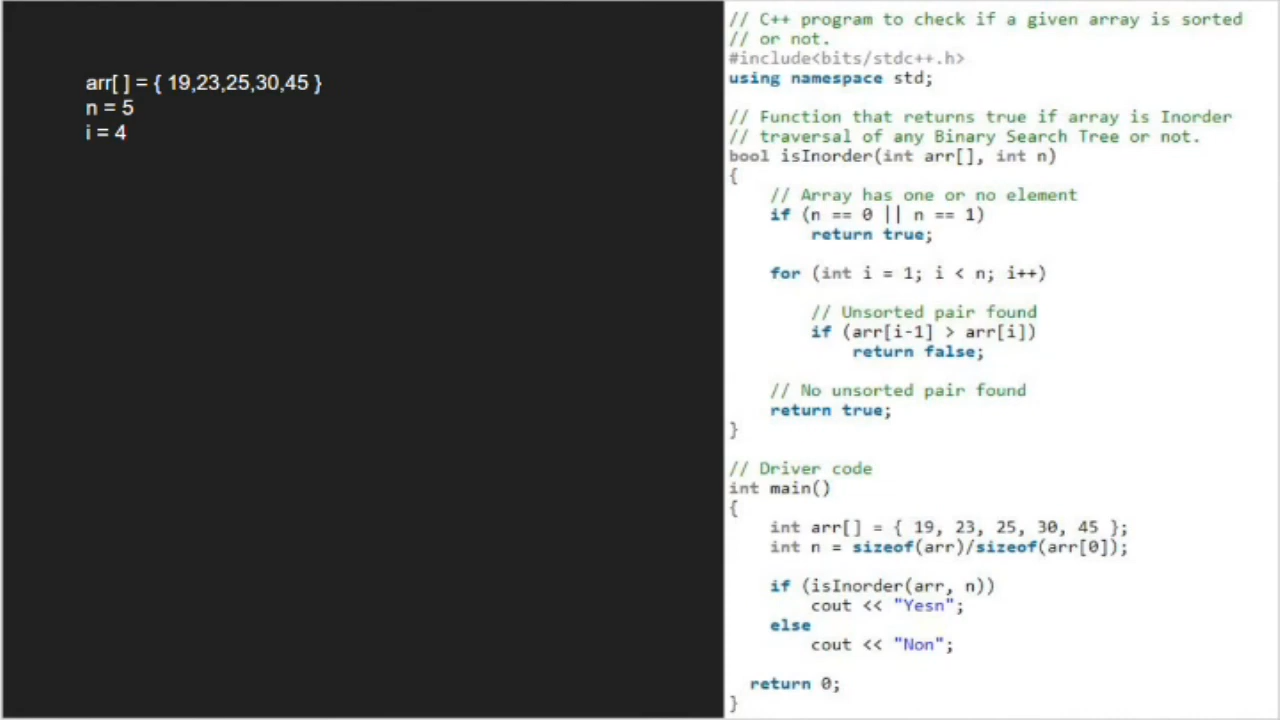 arr[ ] = { 19,23,25,30,45 }
n = 5
i = 4
// C++ program to check if a given array is sorted
// or not.
#include<bits/stdc++.h>
using namespace std;
// Function that returns true if array is Inorder
// traversal of any Binary Search Tree or not.
bool isInorder(int arr[], int n)
{
    // Array has one or no element
    if (n == 0 || n == 1)
        return true;
    for (int i = 1; i < n; i++)
        // Unsorted pair found
        if (arr[i-1] > arr[i])
            return false;
    // No unsorted pair found
    return true;
}
// Driver code
int main()
{
    int arr[] = { 19, 23, 25, 30, 45 };
    int n = sizeof(arr)/sizeof(arr[0]);
    if (isInorder(arr, n))
        cout << "Yesn";
    else
        cout << "Non";
  return 0;
}